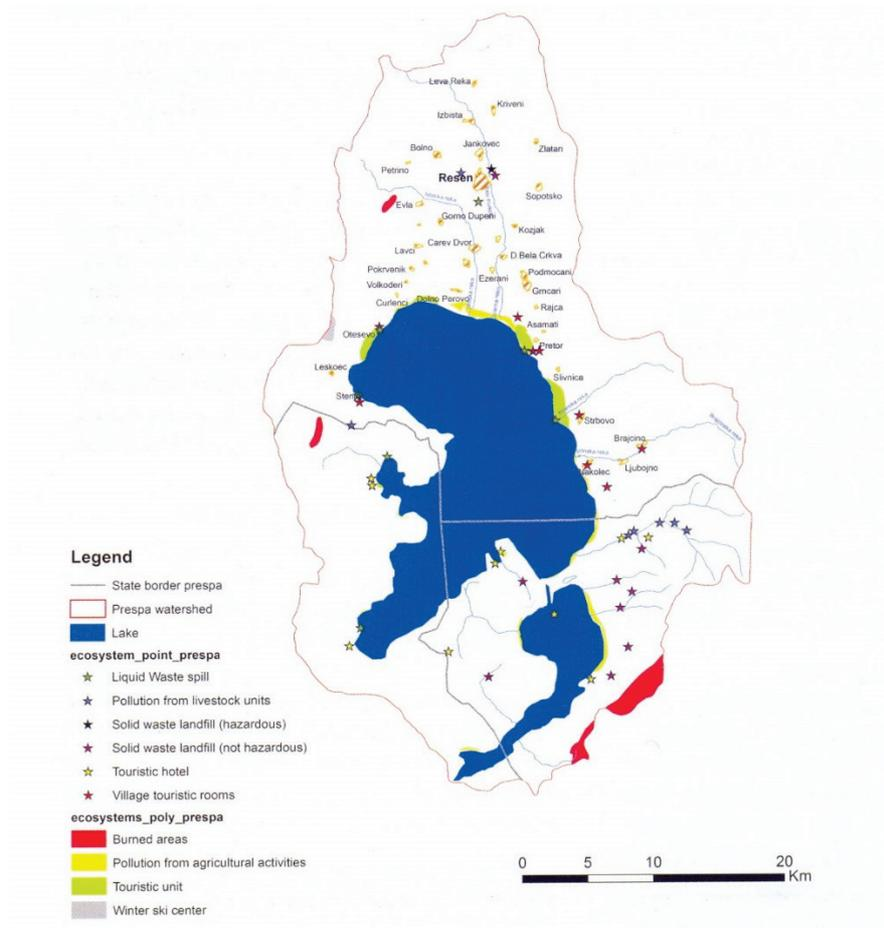 Leva Reka
Kriveni
Izbista
Jankovec
Zlatari
Bolno
Petrino
Resen
Sopotsko
Evla
Gorno Dupeni
Kozjak
Carev Dvor
Lavci
D.Bela Crkva
Pokrvenik
Podmocani
Ezerani
Volkoderi
Grncari
Curlenci
Dolno Perovo
Rajca
Asamati
Otesevo
Pretor
Leskoec
Slivnica
Strbovo
Brajcino
Ljubojno
Legend
State border prespa
Prespa watershed
Lake
ecosystem_point_prespa
Liquid Waste spill
Pollution from livestock units
Solid waste landfill (hazardous)
Solid waste landfill (not hazardous)
Touristic hotel
Village touristic rooms
ecosystems_poly_prespa
Burned areas
Pollution from agricultural activities
Touristic unit
Winter ski center
0 5 10 20
Km